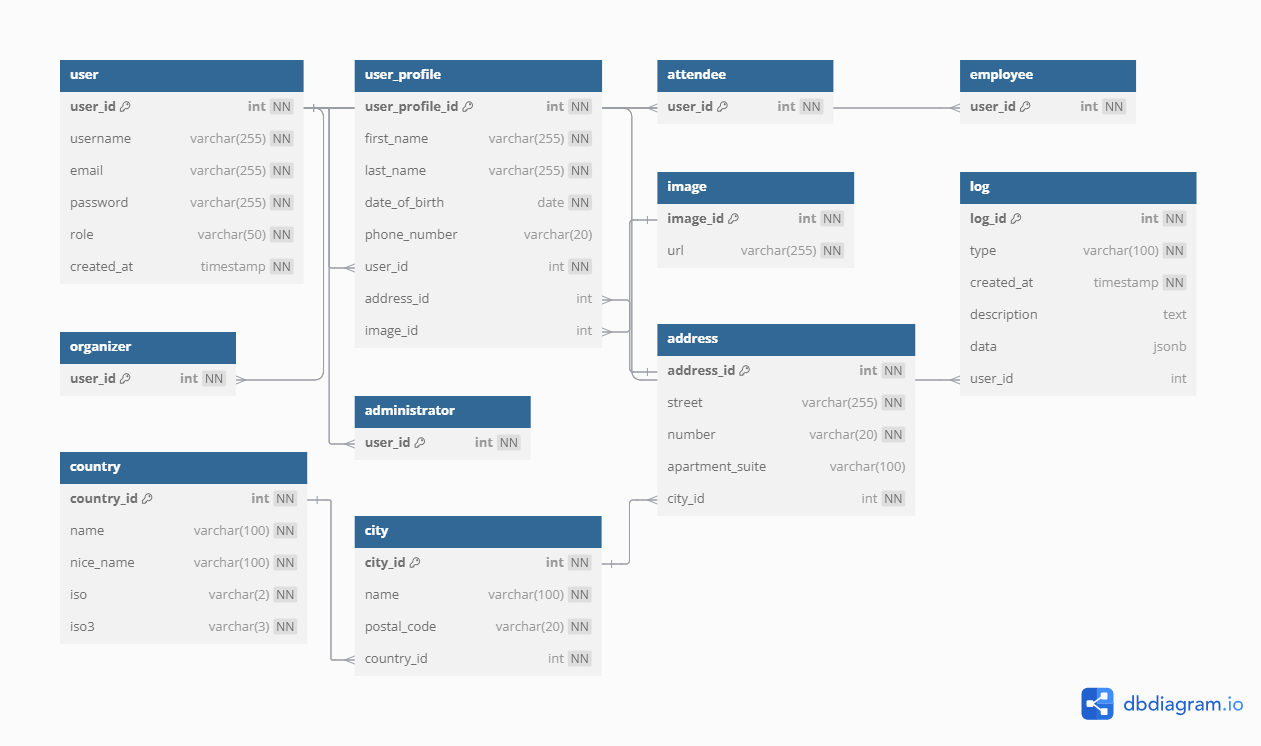 user
user_id int NN
username varchar(255) NN
email varchar(255) NN
password varchar(255) NN
role varchar(50) NN
created_at timestamp NN
user_profile
user_profile_id int NN
first_name varchar(255) NN
last_name varchar(255) NN
date_of_birth date NN
phone_number varchar(20)
user_id int NN
address_id int
image_id int
attendee
user_id int NN
employee
user_id int NN
image
image_id int NN
url varchar(255) NN
log
log_id int NN
type varchar(100) NN
created_at timestamp NN
description text
data jsonb
user_id int
organizer
user_id int NN
administrator
user_id int NN
address
address_id int NN
street varchar(255) NN
number varchar(20) NN
apartment_suite varchar(100)
city_id int NN
country
country_id int NN
name varchar(100) NN
nice_name varchar(100) NN
iso varchar(2) NN
iso3 varchar(3) NN
city
city_id int NN
name varchar(100) NN
postal_code varchar(20) NN
country_id int NN
dbdiagram.io